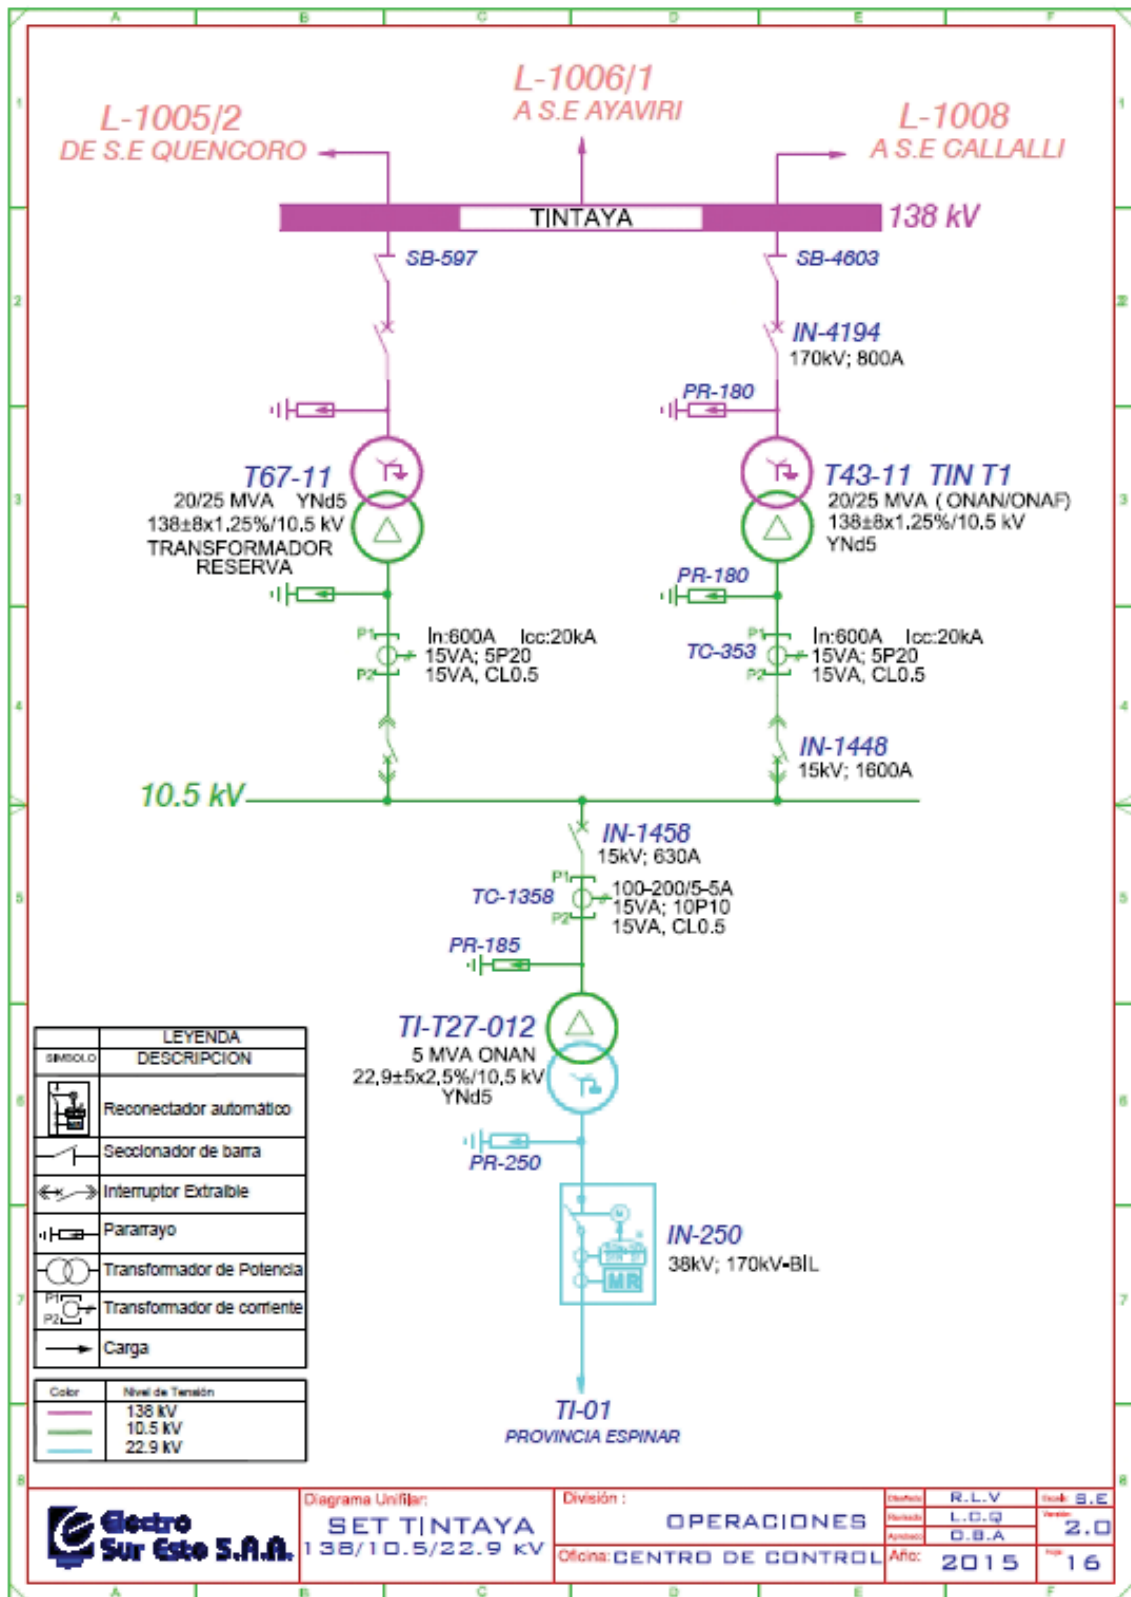 A B C D E F
1 1
L-1005/2
DE S.E QUENCORO
L-1006/1
A S.E AYAVIRI
L-1008
A S.E CALLALLI
TINTAYA
138 kV
SB-597
SB-4603
2
IN-4194
170kV; 800A
PR-180
T67-11
20/25 MVA YNd5
138±8x1.25%/10.5 kV
TRANSFORMADOR
RESERVA
T43-11 TIN T1
20/25 MVA ( ONAN/ONAF)
138±8x1.25%/10.5 kV
YNd5
3 3
PR-180
P1
P2
In:600A Icc:20kA
15VA; 5P20
15VA, CL0.5
TC-353
P1
P2
In:600A Icc:20kA
15VA; 5P20
15VA, CL0.5
4 4
IN-1448
15kV; 1600A
10.5 kV
IN-1458
15kV; 630A
TC-1358
P1
P2
100-200/5-5A
15VA; 10P10
15VA, CL0.5
5 5
PR-185
TI-T27-012
5 MVA ONAN
22,9±5x2,5%/10,5 kV
YNd5
6 6
PR-250
IN-250
38kV; 170kV-BIL
M
MR
7 7
TI-01
PROVINCIA ESPINAR
LEYENDA
SIMBOLO DESCRIPCION
Reconectador automático
Seccionador de barra
Interruptor Extraible
Pararrayo
Transformador de Potencia
P1
P2
Transformador de corriente
Carga
Color Nivel de Tensión
138 kV
10.5 kV
22.9 kV
8 8
Electro
Sur Este S.A.A.
Diagrama Unifilar:
SET TINTAYA
138/10.5/22.9 kV
División :
OPERACIONES
Oficina: CENTRO DE CONTROL
R.L.V
L.C.Q
O.B.A
Año: 2015
S.E
2.0
16
A B C D E F